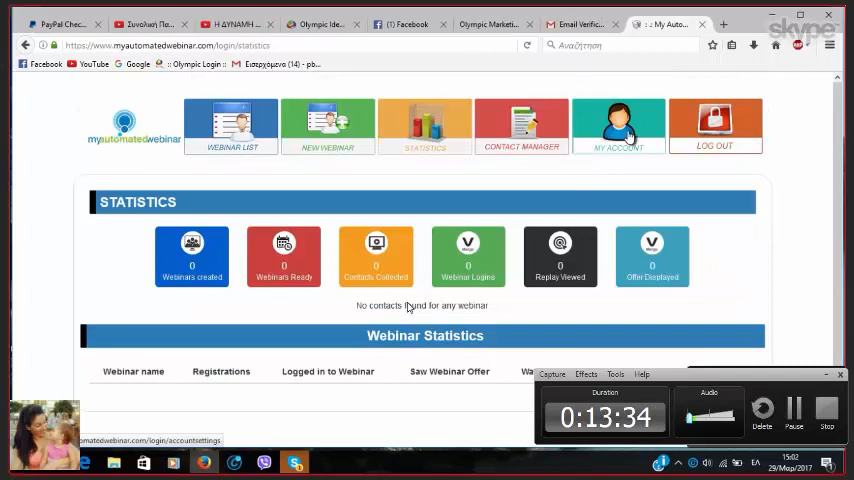 skype
PayPal Chec...
Συνολική Πα...
Η ΔΥΝΑΜΗ ...
Olympic Ide...
(1) Facebook
Olympic Marketi...
Email Verific...
: .: My Auto...
https://www.myautomatedwebinar.com/login/statistics
Αναζήτηση
Facebook
YouTube
Google
.:: Olympic Login ::.
Εισερχόμενα (14) - pb...
myautomatedwebinar
WEBINAR LIST
NEW WEBINAR
STATISTICS
CONTACT MANAGER
MY ACCOUNT
LOG OUT
STATISTICS
0
Webinars created
0
Webinars Ready
0
Contacts Collected
0
Webinar Logins
0
Replay Viewed
0
Offer Displayed
No contacts found for any webinar
Webinar Statistics
Webinar name
Registrations
Logged in to Webinar
Saw Webinar Offer
Capture
Effects
Tools
Help
Duration
0:13:34
Audio
Delete
Pause
Stop
tomatedwebinar.com/login/accountsettings
ΕΛ
15:02
29/Μαρ/2017